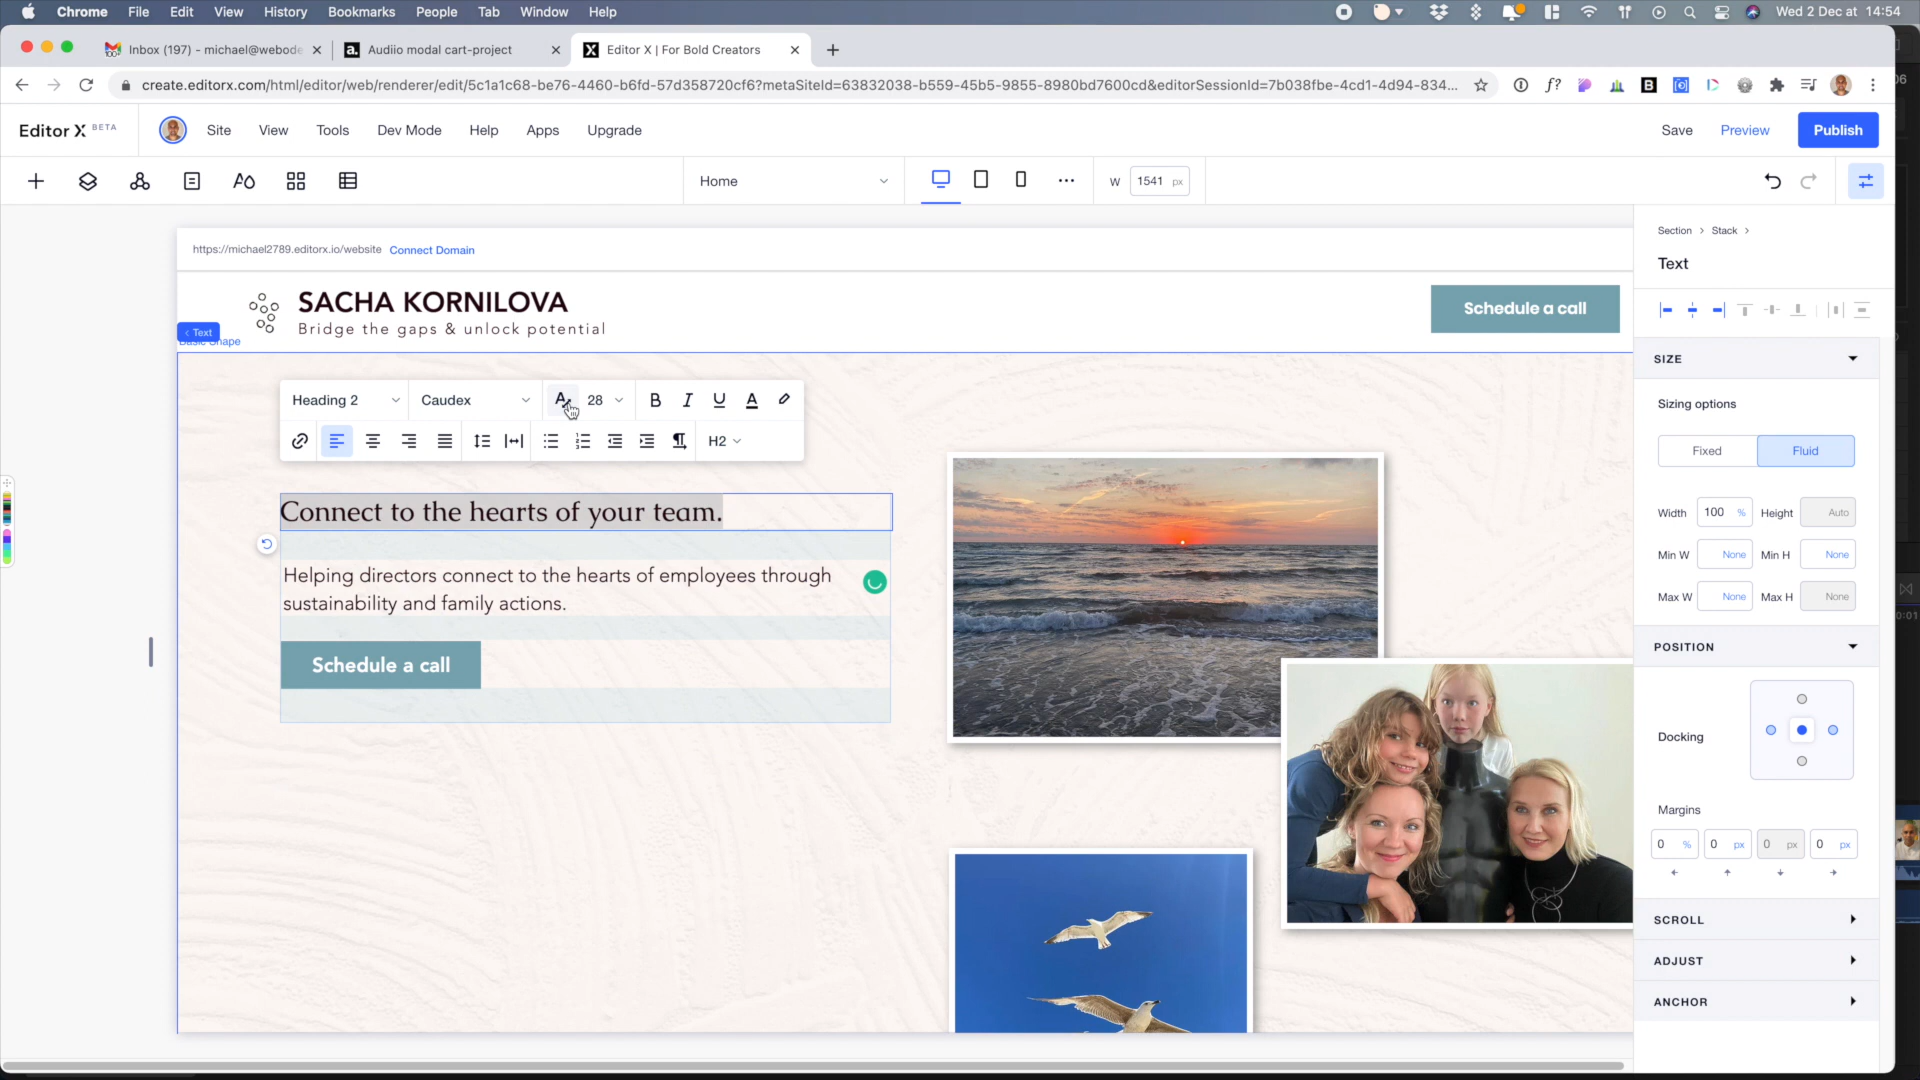 Chrome File Edit View History Bookmarks People Tab Window Help
Wed 2 Dec at 14:54
Inbox (197) - michael@webode
Audiio modal cart-project
Editor X | For Bold Creators
create.editorx.com/html/editor/web/renderer/edit/5c1a1c68-be76-4460-b6fd-57d358720cf6?metaSiteId=63832038-b559-45b5-9855-8980bd7600cd&editorSessionId=7b038fbe-4cd1-4d94-834...
Editor X BETA
Site View Tools Dev Mode Help Apps Upgrade
Save Preview Publish
Home
W 1541 px
https://michael2789.editorx.io/website Connect Domain
SACHA KORNILOVA
Bridge the gaps & unlock potential
Schedule a call
< Text
Basic Shape
Heading 2 Caudex 28 B I U A
H2
Connect to the hearts of your team.
Helping directors connect to the hearts of employees through
sustainability and family actions.
Schedule a call
Section > Stack >
Text
SIZE
Sizing options
Fixed Fluid
Width 100 % Height Auto
Min W None Min H None
Max W None Max H None
POSITION
Docking
Margins
0 % 0 px 0 px 0 px
SCROLL
ADJUST
ANCHOR